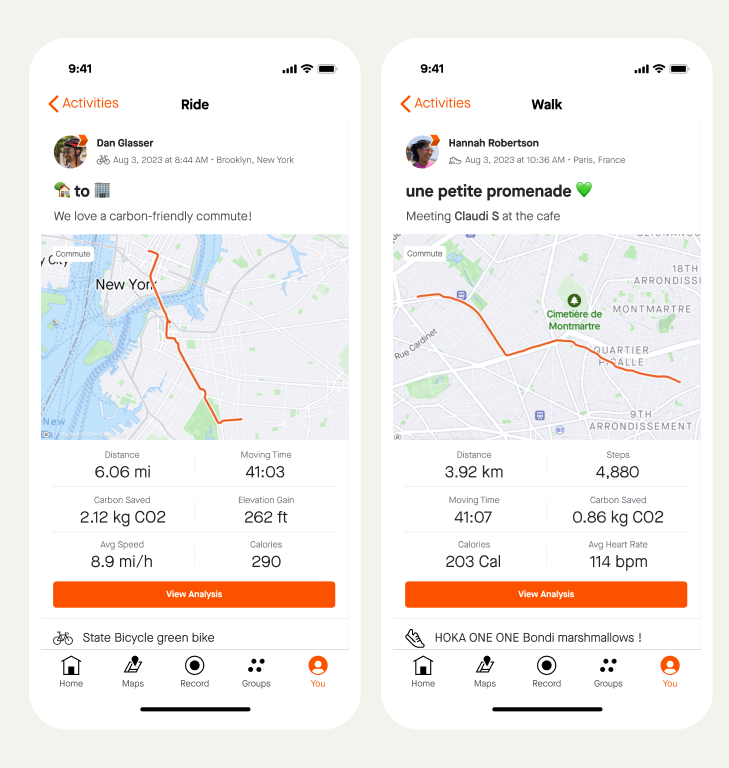 9:41
Activities
Ride
Dan Glasser
Aug 3, 2023 at 8:44 AM • Brooklyn, New York
🏡 to 🏢
We love a carbon-friendly commute!
Commute
New York
New
Distance
Moving Time
6.06 mi
41:03
Carbon Saved
Elevation Gain
2.12 kg CO2
262 ft
Avg Speed
Calories
8.9 mi/h
290
View Analysis
State Bicycle green bike
Home
Maps
Record
Groups
You
9:41
Activities
Walk
Hannah Robertson
Aug 3, 2023 at 10:36 AM • Paris, France
une petite promenade 💚
Meeting Claudi S at the cafe
Commute
18TH
ARRONDISS
MONTMARTRE
Cimetière de
Montmartre
Rue Cardinet
QUARTIER
PIGALLE
9TH
ARRONDISSEMENT
Distance
Steps
3.92 km
4,880
Moving Time
Carbon Saved
41:07
0.86 kg CO2
Calories
Avg Heart Rate
203 Cal
114 bpm
View Analysis
HOKA ONE ONE Bondi marshmallows !
Home
Maps
Record
Groups
You